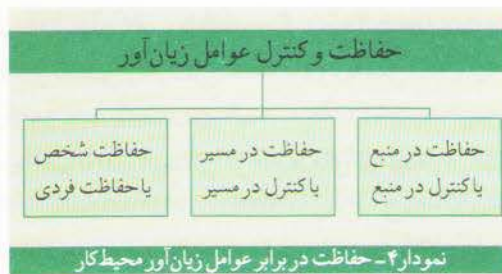 حفاظت و کنترل عوامل زیان‌آور
حفاظت در منبع
یا کنترل در منبع
حفاظت در مسیر
یا کنترل در مسیر
حفاظت شخص
یا حفاظت فردی
نمودار ۴- حفاظت در برابر عوامل زیان‌آور محیط کار